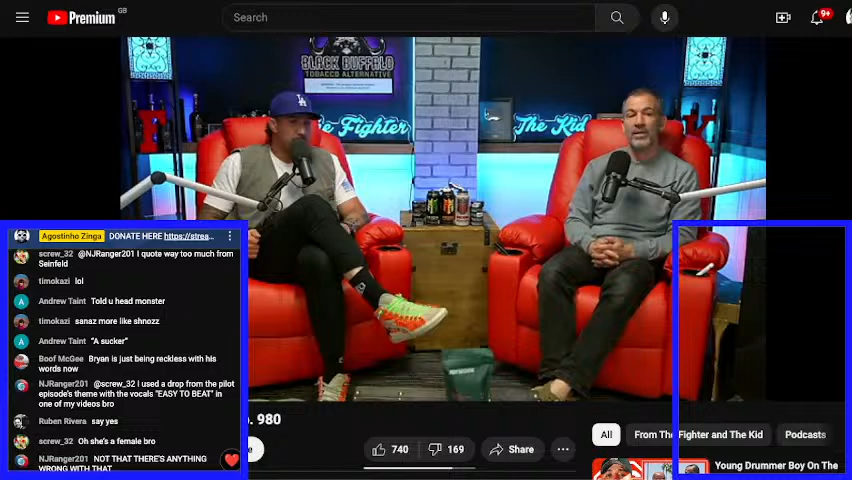 Premium GB
Search
9+
BLACK BUFFALO
TOBACCO ALTERNATIVE
The Kid
Fighter
Agostinho Zinga DONATE HERE https://strea...
screw_32 @NJRanger201 I quote way too much from
Seinfeld
timokazi lol
Andrew Taint Told u head monster
timokazi sanaz more like shnozz
Andrew Taint "A sucker"
Boof McGee Bryan is just being reckless with his
words now
NJRanger201 @screw_32 i used a drop from the pilot
episode's theme with the vocals "EASY TO BEAT" in
one of my videos bro
Ruben Rivera say yes
screw_32 Oh she's a female bro
NJRanger201 NOT THAT THERE'S ANYTHING
WRONG WITH THAT
980
740
169
Share
All
From The Fighter and The Kid
Podcasts
Young Drummer Boy On The